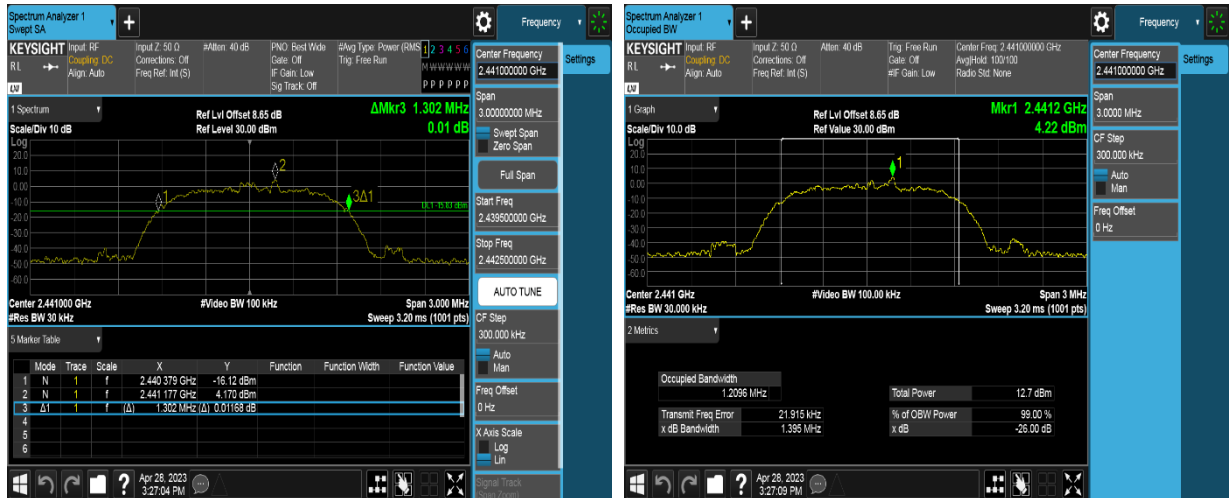 Spectrum Analyzer 1
Swept SA
+
Frequency
KEYSIGHT
RL
LXI
Input: RF
Coupling: DC
Align: Auto
Input Z: 50 Ω
Corrections: Off
Freq Ref: Int (S)
#Atten: 40 dB
PNO: Best Wide
Gate: Off
IF Gain: Low
Sig Track: Off
#Avg Type: Power (RMS
Trig: Free Run
1 2 3 4 5 6
M W W W W W
P P P P P P
Center Frequency
2.441000000 GHz
Settings
Span
3.00000000 MHz
Swept Span
Zero Span
Full Span
Start Freq
2.439500000 GHz
Stop Freq
2.442500000 GHz
AUTO TUNE
CF Step
300.000 kHz
Auto
Man
Freq Offset
0 Hz
X Axis Scale
Log
Lin
Signal Track
(Span Zoom)
1 Spectrum
Scale/Div 10 dB
Ref Lvl Offset 8.65 dB
Ref Level 30.00 dBm
ΔMkr3 1.302 MHz
0.01 dB
Log
20.0
10.0
0.00
-10.0
-20.0
-30.0
-40.0
-50.0
-60.0
1
2
3Δ1
Center 2.441000 GHz
#Res BW 30 kHz
#Video BW 100 kHz
Span 3.000 MHz
Sweep 3.20 ms (1001 pts)
5 Marker Table
Mode Trace Scale X Y Function Function Width Function Value
1 N 1 f 2.440 379 GHz -16.12 dBm
2 N 1 f 2.441 177 GHz 4.170 dBm
3 Δ1 1 f (Δ) 1.302 MHz (Δ) 0.01168 dB
4
5
6
?
Apr 28, 2023
3:27:04 PM
Spectrum Analyzer 1
Occupied BW
+
Frequency
KEYSIGHT
RL
LXI
Input: RF
Coupling: DC
Align: Auto
Input Z: 50 Ω
Corrections: Off
Freq Ref: Int (S)
Atten: 40 dB
Trig: Free Run
Gate: Off
#IF Gain: Low
Center Freq: 2.441000000 GHz
Avg|Hold: 100/100
Radio Std: None
Center Frequency
2.441000000 GHz
Settings
Span
3.0000 MHz
CF Step
300.000 kHz
Auto
Man
Freq Offset
0 Hz
1 Graph
Scale/Div 10.0 dB
Ref Lvl Offset 8.65 dB
Ref Value 30.00 dBm
Mkr1 2.4412 GHz
4.22 dBm
Log
20.0
10.0
0.00
-10.0
-20.0
-30.0
-40.0
-50.0
-60.0
1
Center 2.441 GHz
#Res BW 30.000 kHz
#Video BW 100.00 kHz
Span 3 MHz
Sweep 3.20 ms (1001 pts)
2 Metrics
Occupied Bandwidth
1.2096 MHz
Total Power 12.7 dBm
Transmit Freq Error 21.915 kHz % of OBW Power 99.00 %
x dB Bandwidth 1.395 MHz x dB -26.00 dB
?
Apr 28, 2023
3:27:09 PM